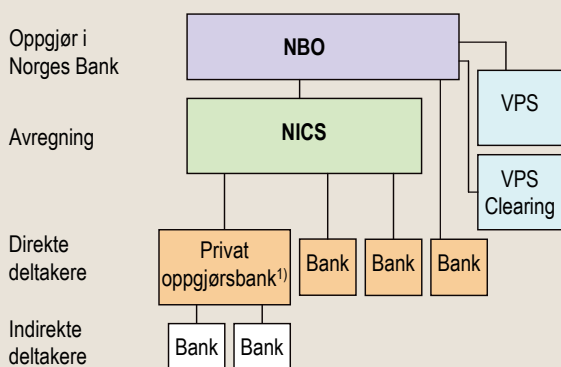 Oppgjør i
Norges Bank
NBO
VPS
Avregning
NICS
VPS
Clearing
Direkte
deltakere
Privat
oppgjørsbank1)
Bank
Bank
Bank
Indirekte
deltakere
Bank
Bank